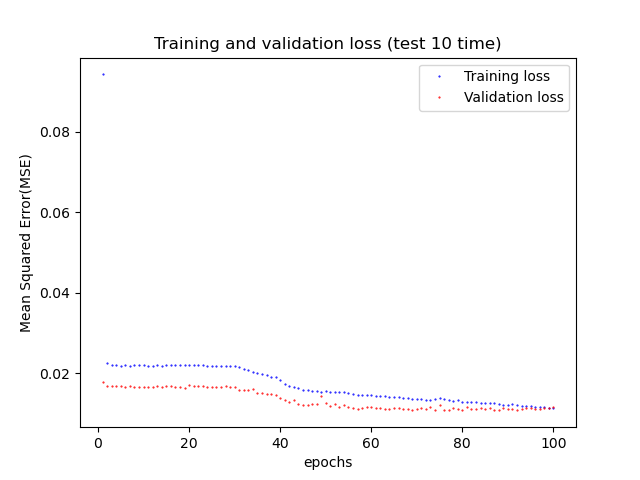 Training and validation loss (test 10 time)
Training loss
Validation loss
0.08
0.06
0.04
0.02
Mean Squared Error(MSE)
0 20 40 60 80 100
epochs